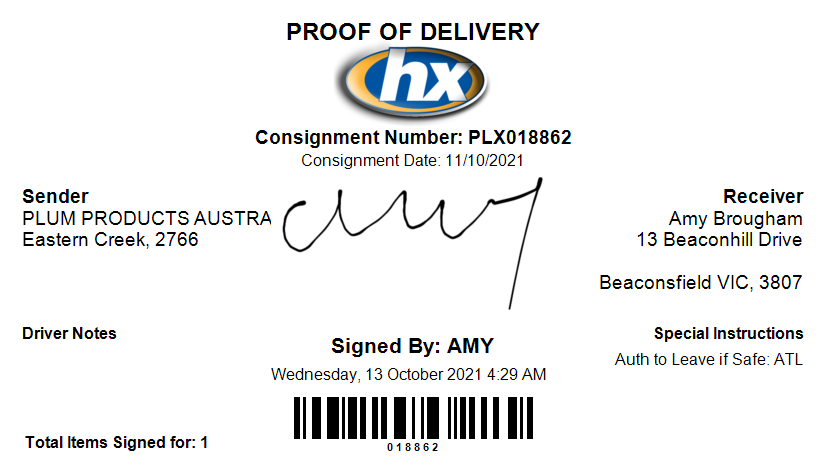 PROOF OF DELIVERY
hx
Consignment Number: PLX018862
Consignment Date: 11/10/2021
Sender
PLUM PRODUCTS AUSTRA
Eastern Creek, 2766
amy
Receiver
Amy Brougham
13 Beaconhill Drive
Beaconsfield VIC, 3807
Driver Notes
Signed By: AMY
Wednesday, 13 October 2021 4:29 AM
Special Instructions
Auth to Leave if Safe: ATL
018862
Total Items Signed for: 1